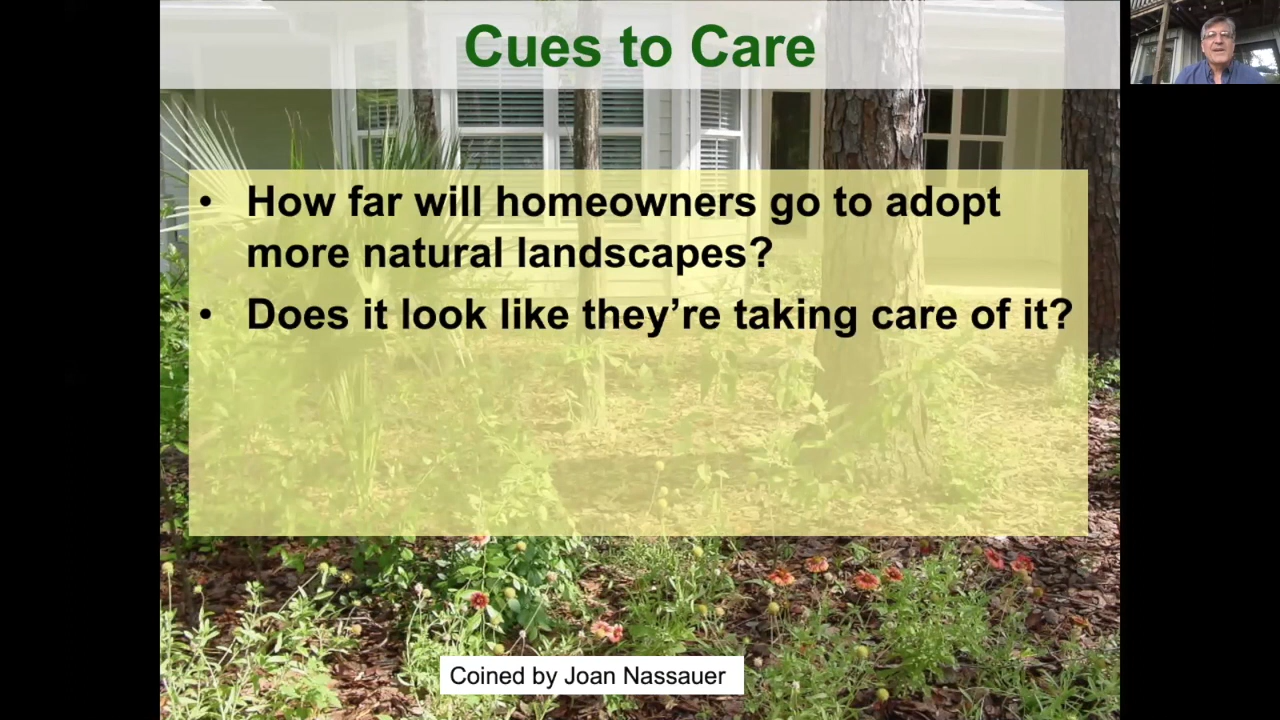 Cues to Care
• How far will homeowners go to adopt
more natural landscapes?
• Does it look like they’re taking care of it?
Coined by Joan Nassauer